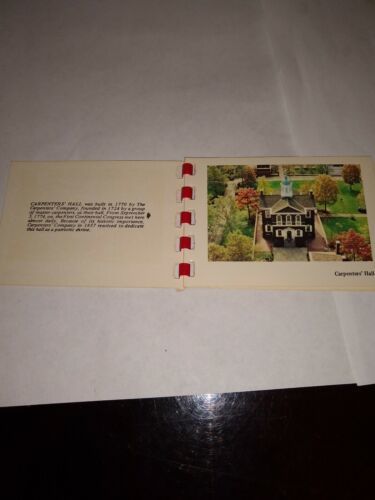 CARPENTERS' HALL was built in 1770 by The
Carpenters' Company, founded in 1724 by a group
of master carpenters, as their hall. From September
5, 1774, on, the First Continental Congress met here
almost daily. Because of its historic importance,
Carpenters' Company in 1857 resolved to dedicate
this hall as a patriotic shrine.
Carpenters' Hall